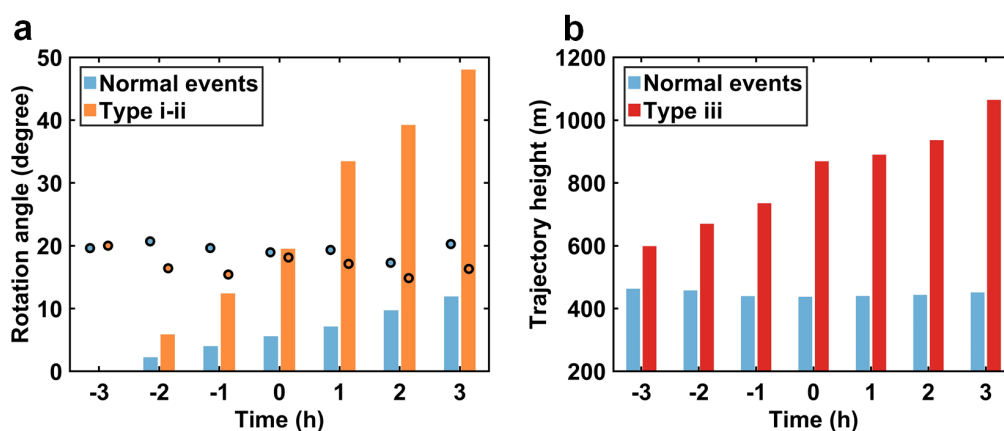 a
50
40
30
20
10
0
Rotation angle (degree)
Normal events
Type i-ii
-3 -2 -1 0 1 2 3
Time (h)
b
1200
1000
800
600
400
200
Trajectory height (m)
Normal events
Type iii
-3 -2 -1 0 1 2 3
Time (h)